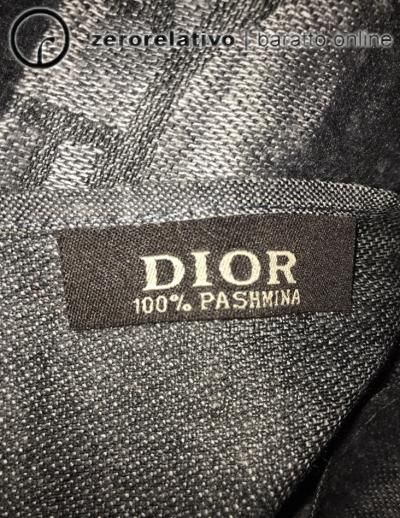 zerorelativo | baratto.online
DIOR
100% PASHMINA